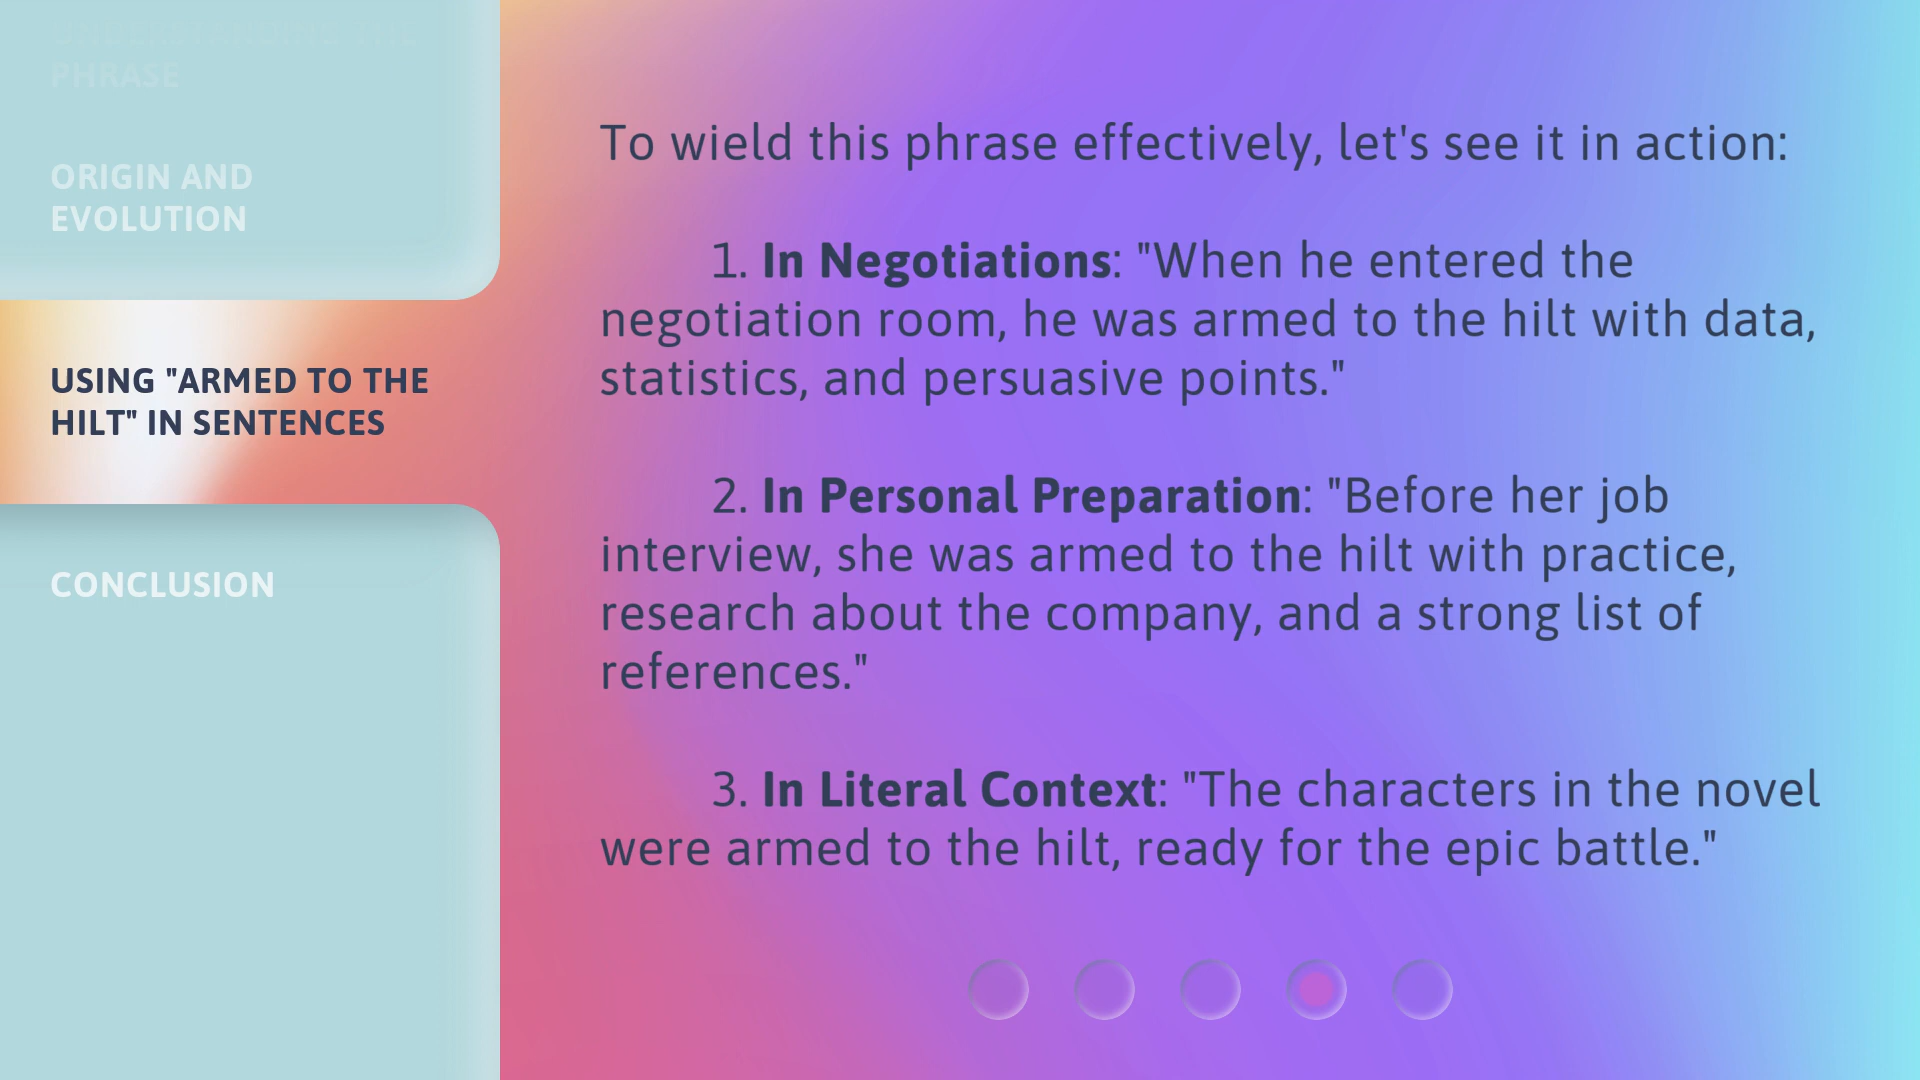 UNDERSTANDING THE
PHRASE
ORIGIN AND
EVOLUTION
USING "ARMED TO THE
HILT" IN SENTENCES
CONCLUSION
To wield this phrase effectively, let's see it in action:
1. In Negotiations: "When he entered the
negotiation room, he was armed to the hilt with data,
statistics, and persuasive points."
2. In Personal Preparation: "Before her job
interview, she was armed to the hilt with practice,
research about the company, and a strong list of
references."
3. In Literal Context: "The characters in the novel
were armed to the hilt, ready for the epic battle."